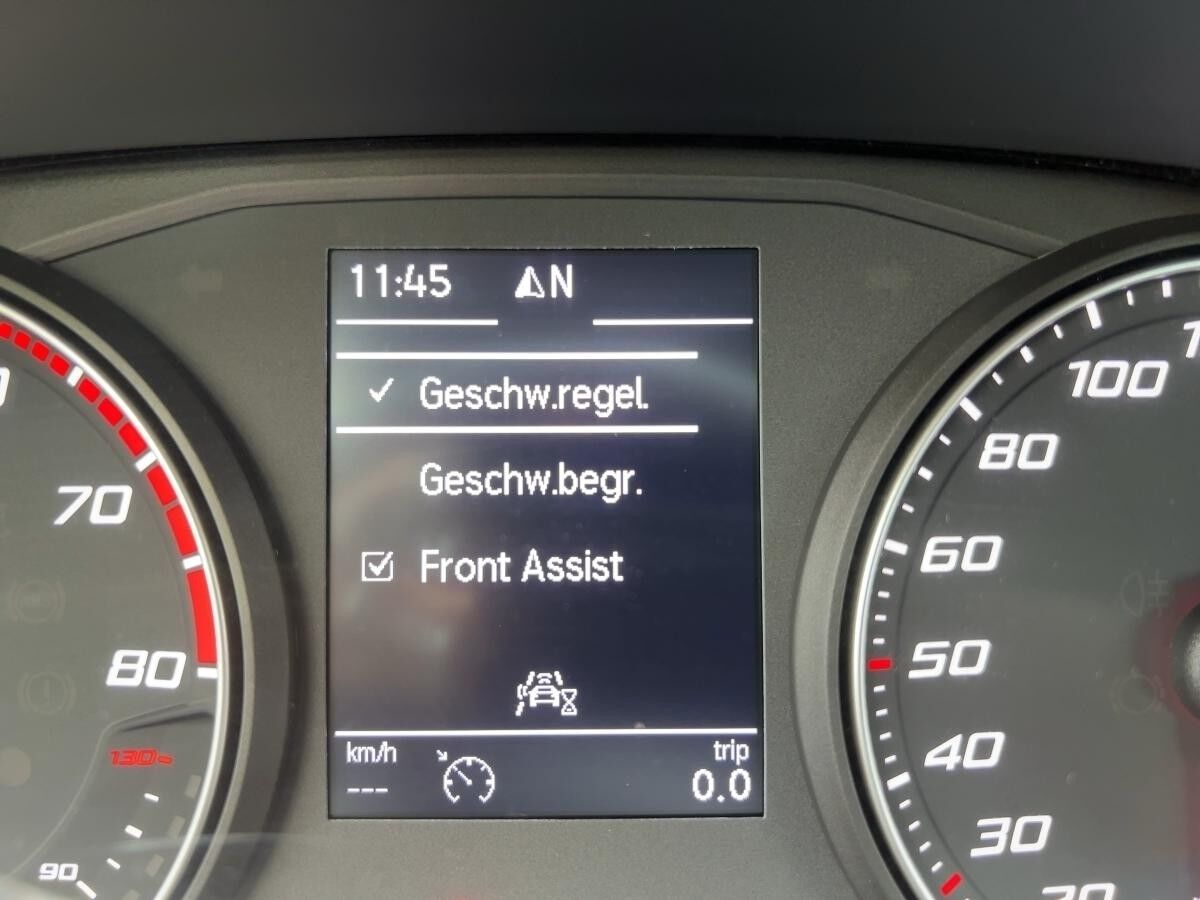 11:45 N
Geschw.regel.
Geschw.begr.
Front Assist
km/h trip
--- 0.0
70
80
130
90
100
80
60
50
40
30